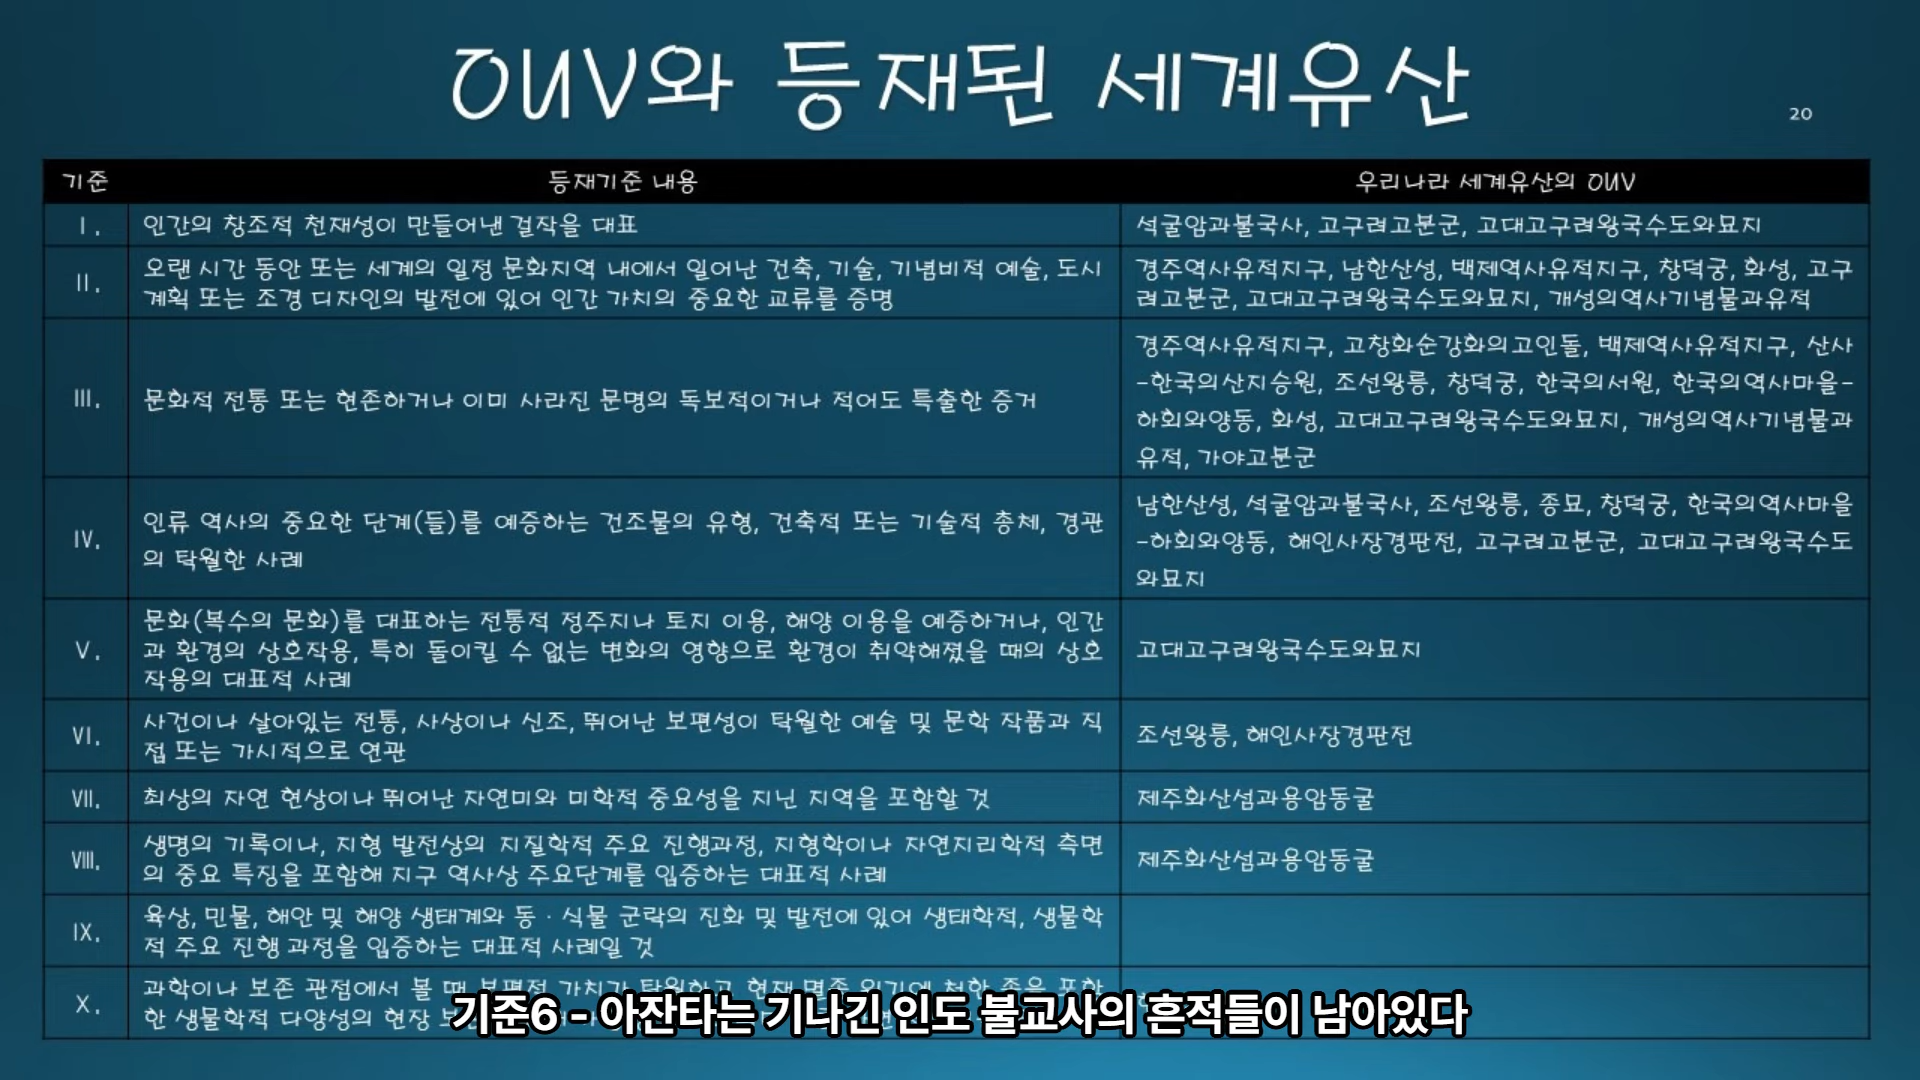 OUV와 등재된 세계유산
20
기준 등재기준 내용 우리나라 세계유산의 OUV
I. 인간의 창조적 천재성이 만들어낸 걸작을 대표 석굴암과불국사, 고구려고분군, 고대고구려왕국수도와묘지
II. 오랜 시간 동안 또는 세계의 일정 문화지역 내에서 일어난 건축, 기술, 기념비적 예술, 도시
계획 또는 조경 디자인의 발전에 있어 인간 가치의 중요한 교류를 증명
경주역사유적지구, 남한산성, 백제역사유적지구, 창덕궁, 화성, 고구
려고분군, 고대고구려왕국수도와묘지, 개성의역사기념물과유적
III. 문화적 전통 또는 현존하거나 이미 사라진 문명의 독보적이거나 적어도 특출한 증거
경주역사유적지구, 고창화순강화의고인돌, 백제역사유적지구, 산사
-한국의산지승원, 조선왕릉, 창덕궁, 한국의서원, 한국의역사마을-
하회와양동, 화성, 고대고구려왕국수도와묘지, 개성의역사기념물과
유적, 가야고분군
IV. 인류 역사의 중요한 단계(들)를 예증하는 건조물의 유형, 건축적 또는 기술적 총체, 경관
의 탁월한 사례
남한산성, 석굴암과불국사, 조선왕릉, 종묘, 창덕궁, 한국의역사마을
-하회와양동, 해인사장경판전, 고구려고분군, 고대고구려왕국수도
와묘지
V. 문화(복수의 문화)를 대표하는 전통적 정주지나 토지 이용, 해양 이용을 예증하거나, 인간
과 환경의 상호작용, 특히 돌이킬 수 없는 변화의 영향으로 환경이 취약해졌을 때의 상호
작용의 대표적 사례
고대고구려왕국수도와묘지
VI. 사건이나 살아있는 전통, 사상이나 신조, 뛰어난 보편성이 탁월한 예술 및 문학 작품과 직
접 또는 가시적으로 연관
조선왕릉, 해인사장경판전
VII. 최상의 자연 현상이나 뛰어난 자연미와 미학적 중요성을 지닌 지역을 포함할 것 제주화산섬과용암동굴
VIII. 생명의 기록이나, 지형 발전상의 지질학적 주요 진행과정, 지형학이나 자연지리학적 측면
의 중요 특징을 포함해 지구 역사상 주요단계를 입증하는 대표적 사례
제주화산섬과용암동굴
IX. 육상, 민물, 해안 및 해양 생태계와 동·식물 군락의 진화 및 발전에 있어 생태학적, 생물학
적 주요 진행 과정을 입증하는 대표적 사례일 것
X. 과학이나 보존 관점에서 볼 때 보편적 가치가 탁월하고 현재 멸종 위기에 처한 종을 포함
한 생물학적 다양성의 현장
기준6 - 아잔타는 기나긴 인도 불교사의 흔적들이 남아있다